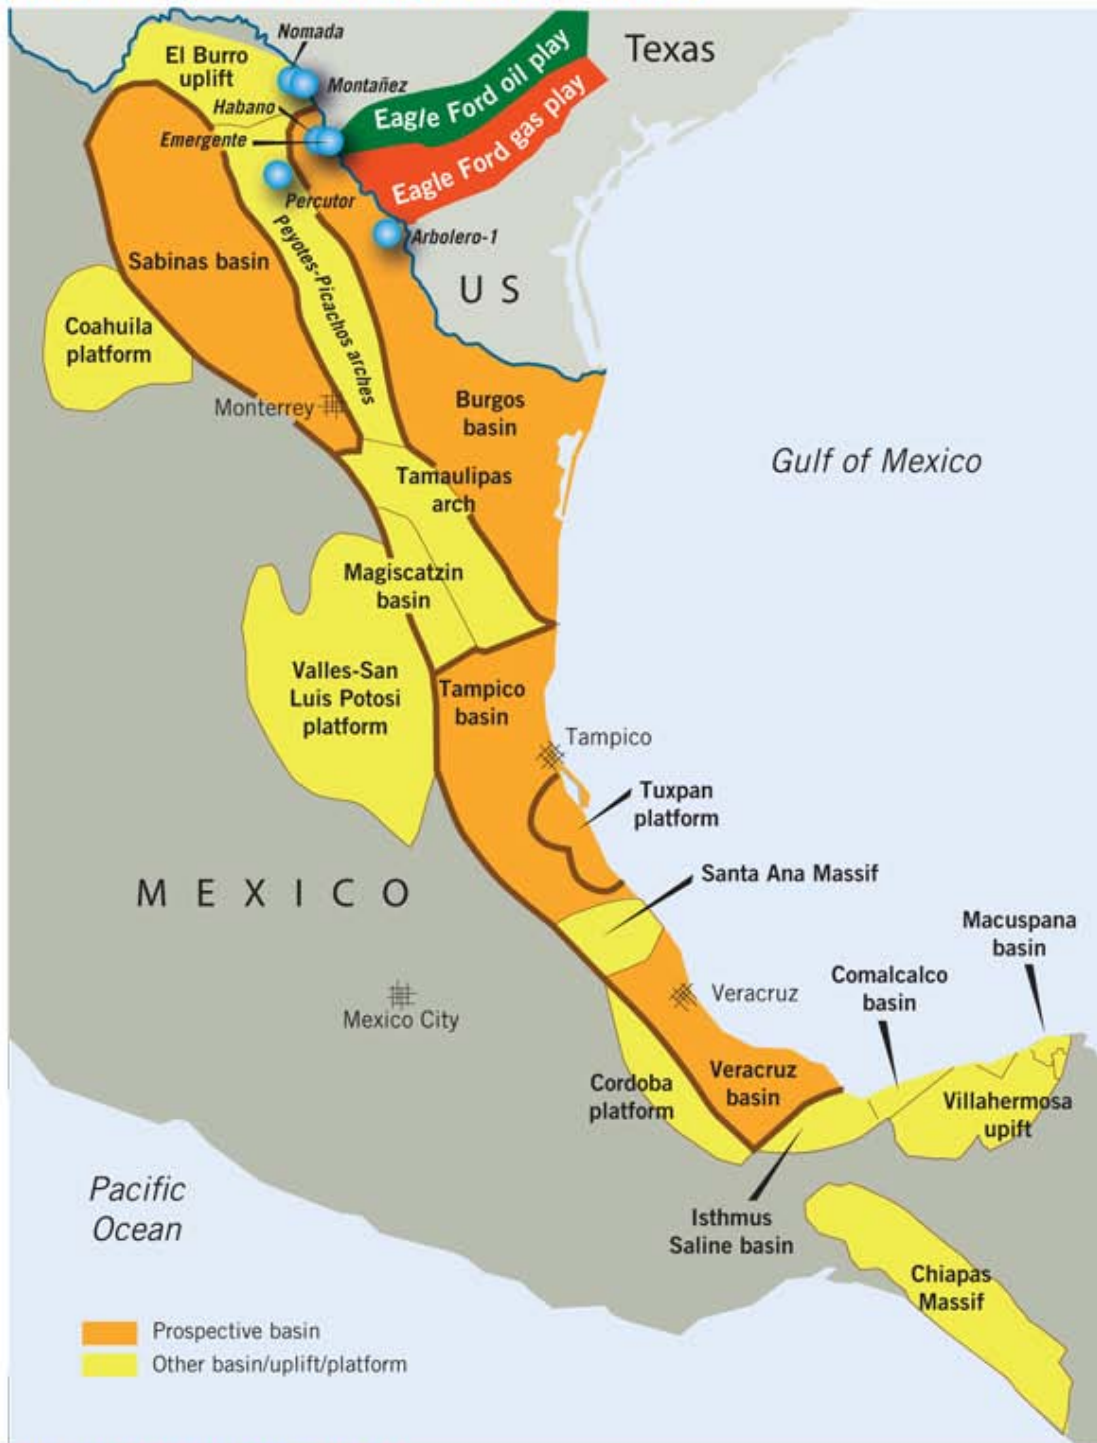 Nomada
El Burro
uplift
Montañez
Habano
Emergente
Percutor
Eagle Ford oil play
Eagle Ford gas play
Texas
Arbolero-1
U S
Peyotes-Picachos arches
Sabinas basin
Coahuila
platform
Monterrey
Burgos
basin
Gulf of Mexico
Tamaulipas
arch
Magiscatzin
basin
Valles-San
Luis Potosi
platform
Tampico
basin
Tampico
Tuxpan
platform
MEXICO
Santa Ana Massif
Macuspana
basin
Comalcalco
basin
Veracruz
Mexico City
Veracruz
basin
Cordoba
platform
Villahermosa
upift
Pacific
Ocean
Isthmus
Saline basin
Chiapas
Massif
Prospective basin
Other basin/uplift/platform